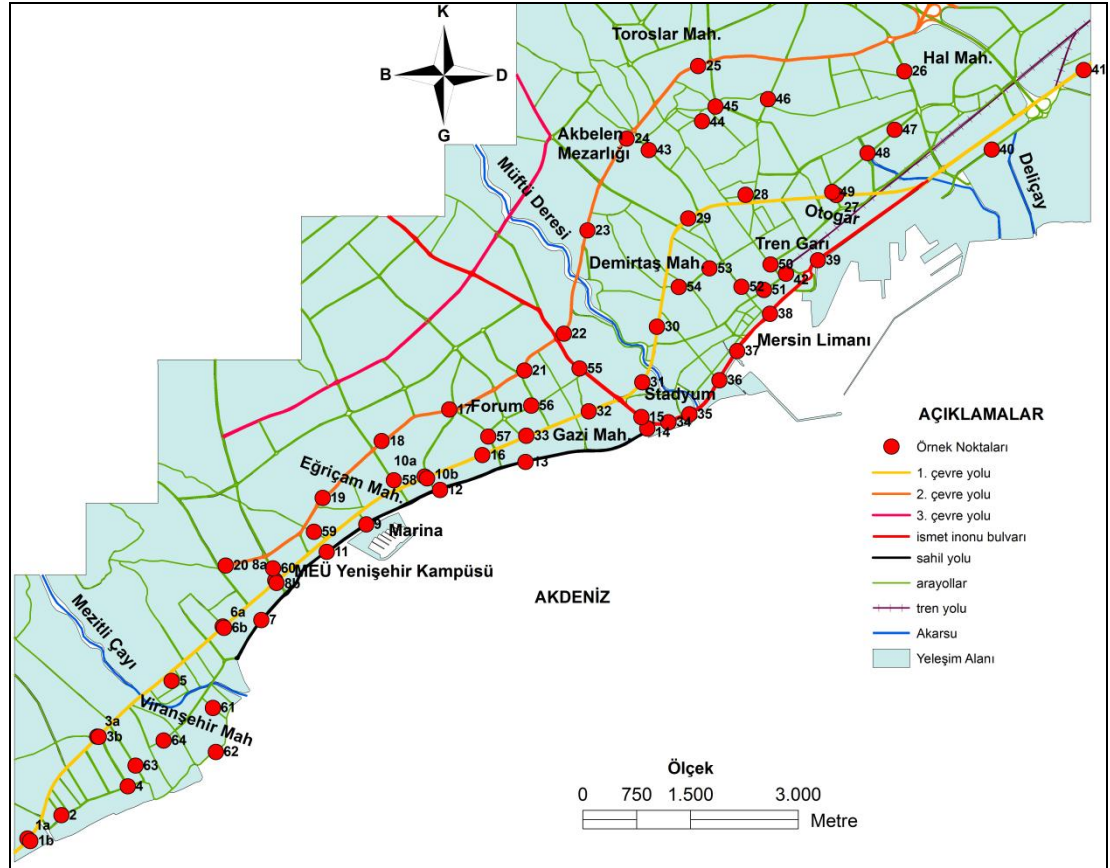 K
B
D
G
Toroslar Mah.
Hal Mah.
25
26
41
45
46
44
24
Akbelen
Mezarlığı
43
47
48
40
Deliçay
Müftü Deresi
49
27
28
Otogar
29
23
Tren Garı
Demirtaş Mah.
53
50
39
42
54
52
51
38
30
22
Mersin Limanı
37
21
55
31
36
Stadyum
17
Forum
56
32
15
35
34
14
57
33
Gazi Mah.
18
16
13
10a
10b
58
12
Eğriçam Mah.
19
9
Marina
59
11
20
8a
60
MEÜ Yenişehir Kampüsü
8b
6a
6b
7
AKDENİZ
Mezitli Çayı
5
Viranşehir Mah
61
3a
3b
64
62
63
4
2
1a
1b
AÇIKLAMALAR
Örnek Noktaları
1. çevre yolu
2. çevre yolu
3. çevre yolu
ismet inonu bulvarı
sahil yolu
arayollar
tren yolu
Akarsu
Yeleşim Alanı
Ölçek
0 750 1.500 3.000
Metre